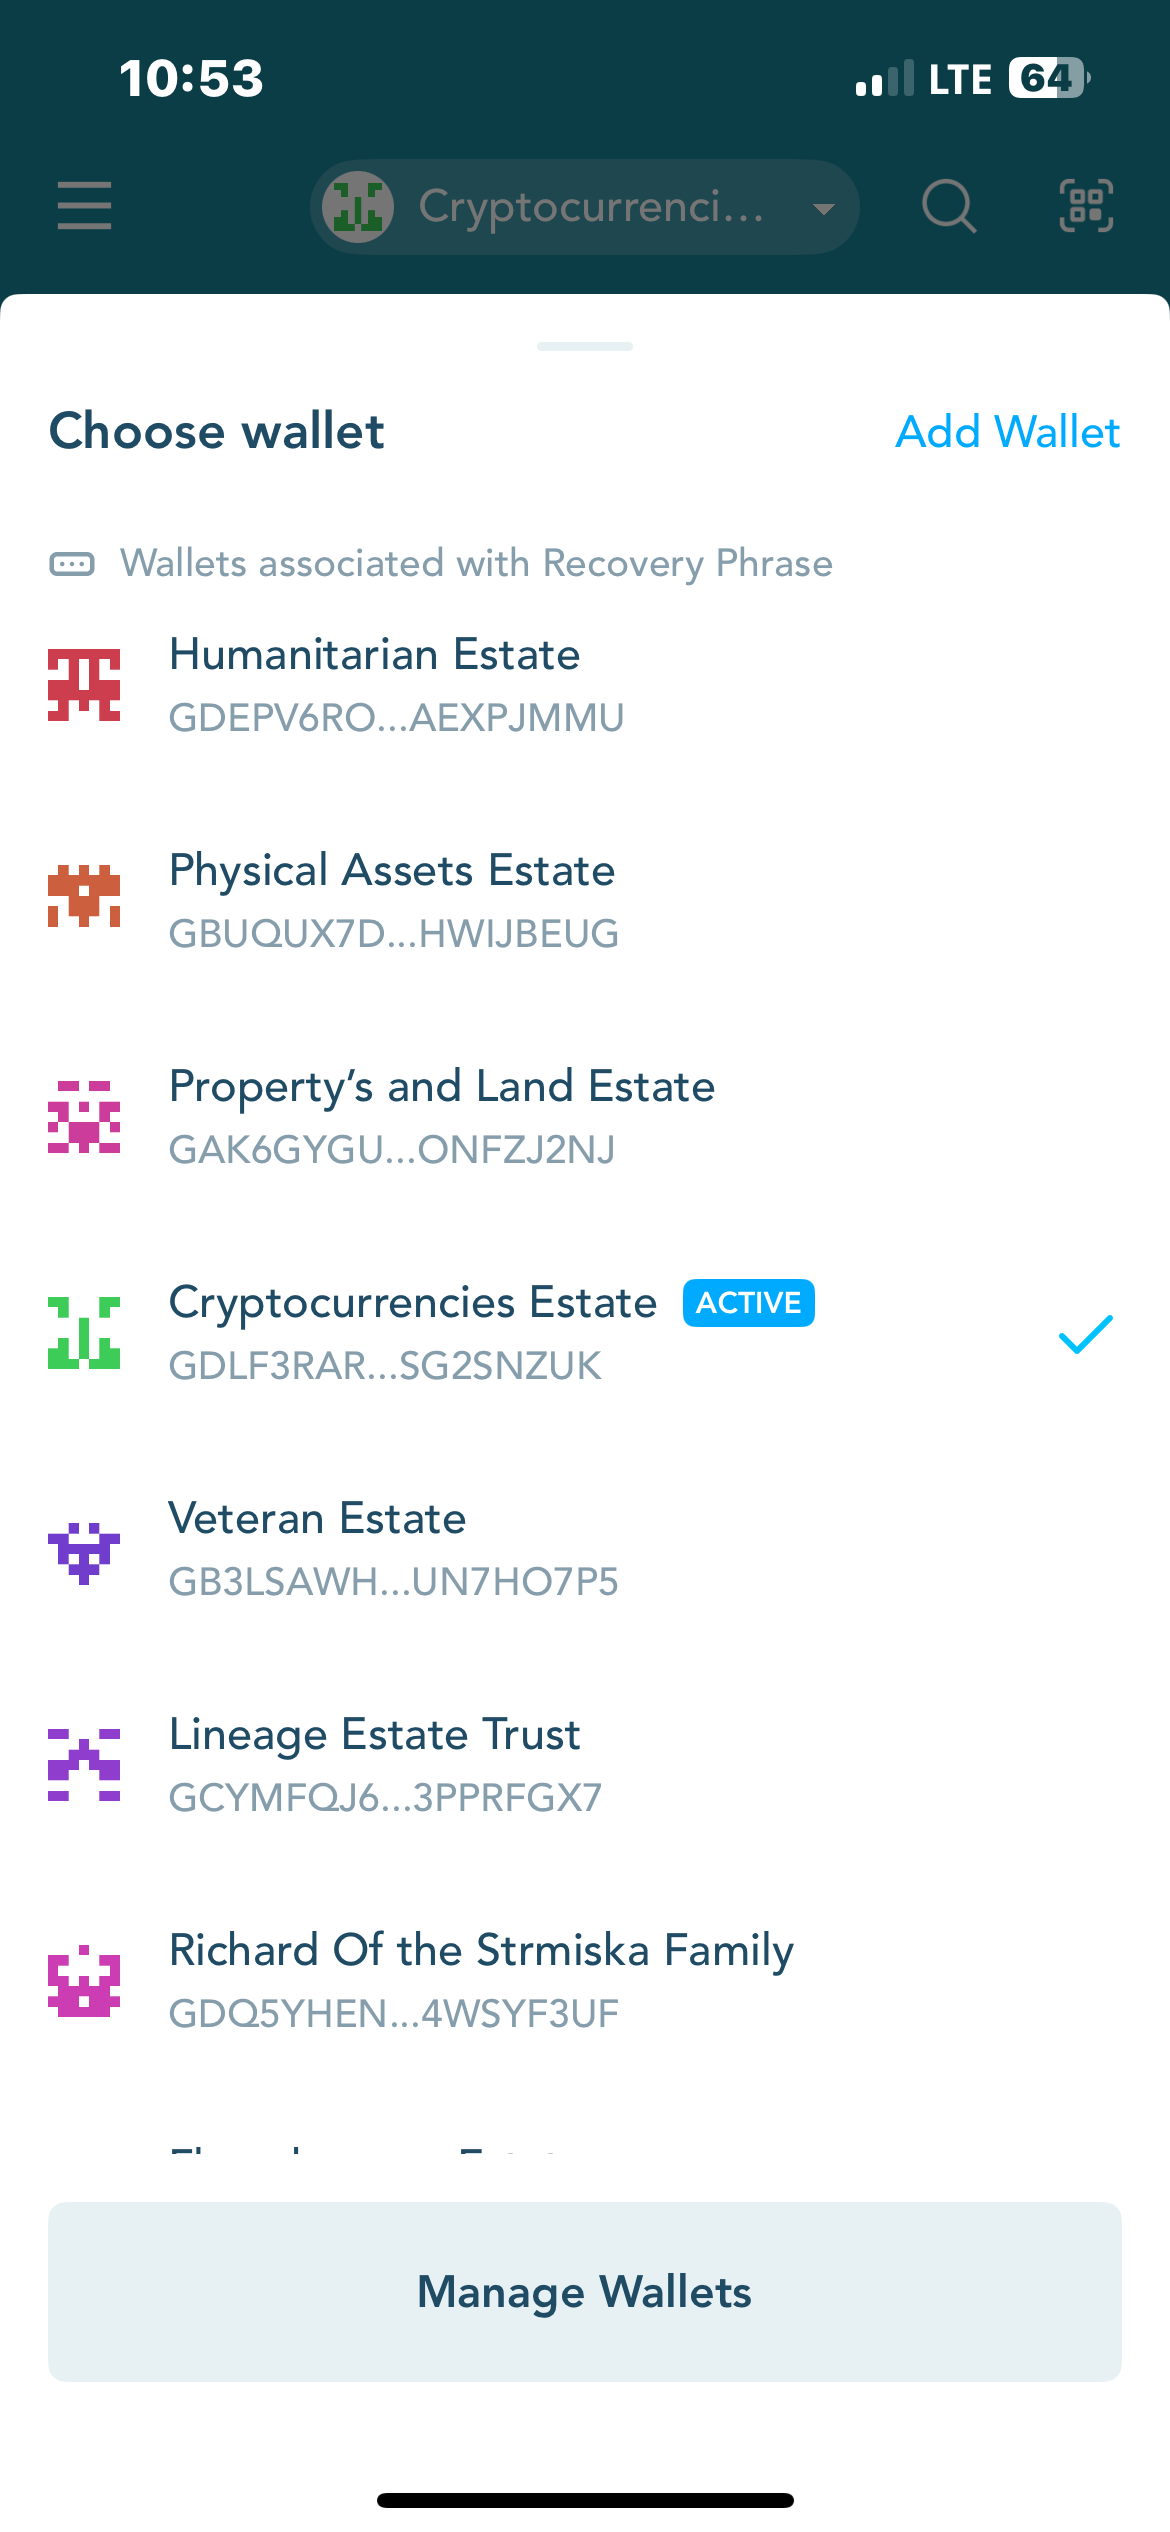 10:53
LTE 64
Cryptocurrenci...
Choose wallet
Add Wallet
Wallets associated with Recovery Phrase
Humanitarian Estate
GDEPV6RO...AEXPJMMU
Physical Assets Estate
GBUQUX7D...HWIJBEUG
Property’s and Land Estate
GAK6GYGU...ONFZJ2NJ
Cryptocurrencies Estate ACTIVE
GDLF3RAR...SG2SNZUK
Veteran Estate
GB3LSAWH...UN7HO7P5
Lineage Estate Trust
GCYMFQJ6...3PPRFGX7
Richard Of the Strmiska Family
GDQ5YHEN...4WSYF3UF
Manage Wallets